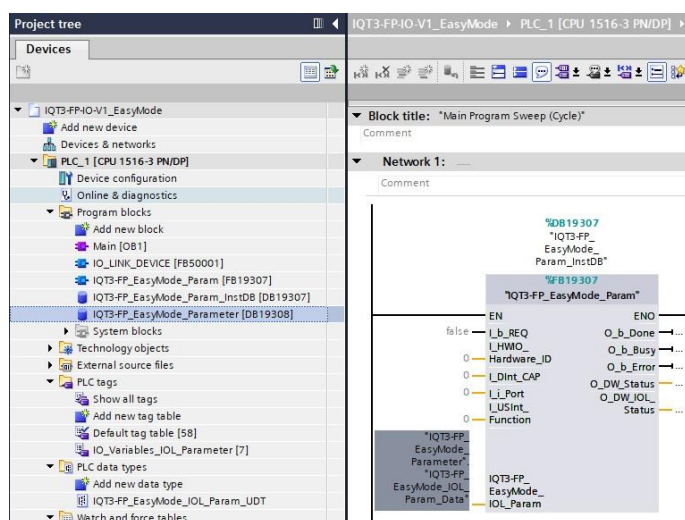 Project tree
Devices
IQT3-FP-IO-V1_EasyMode
Add new device
Devices & networks
PLC_1 [CPU 1516-3 PN/DP]
Device configuration
Online & diagnostics
Program blocks
Add new block
Main [OB1]
IO_LINK_DEVICE [FB50001]
IQT3-FP_EasyMode_Param [FB19307]
IQT3-FP_EasyMode_Param_InstDB [DB19307]
IQT3-FP_EasyMode_Parameter [DB19308]
System blocks
Technology objects
External source files
PLC tags
Show all tags
Add new tag table
Default tag table [58]
IO_Variables_IOL_Parameter [7]
PLC data types
Add new data type
IQT3-FP_EasyMode_IOL_Param_UDT
Watch and force tables
IQT3-FP-IO-V1_EasyMode PLC_1 [CPU 1516-3 PN/DP]
Block title: "Main Program Sweep (Cycle)"
Comment
Network 1: ....
Comment
%DB19307
"IQT3-FP_
EasyMode_
Param_InstDB"
%FB19307
"IQT3-FP_EasyMode_Param"
EN ENO
false I_b_REQ O_b_Done
I_HWIO_
0 Hardware_ID O_b_Busy
O_b_Error
0 I_DInt_CAP
O_DW_Status ...
0 I_i_Port
O_DW_IOL_
I_USInt_ Status ...
0 Function
"IQT3-FP_
EasyMode_
Parameter".
"IQT3-FP_
EasyMode_IOL_
Param_Data"
IQT3-FP_
EasyMode_
IOL_Param